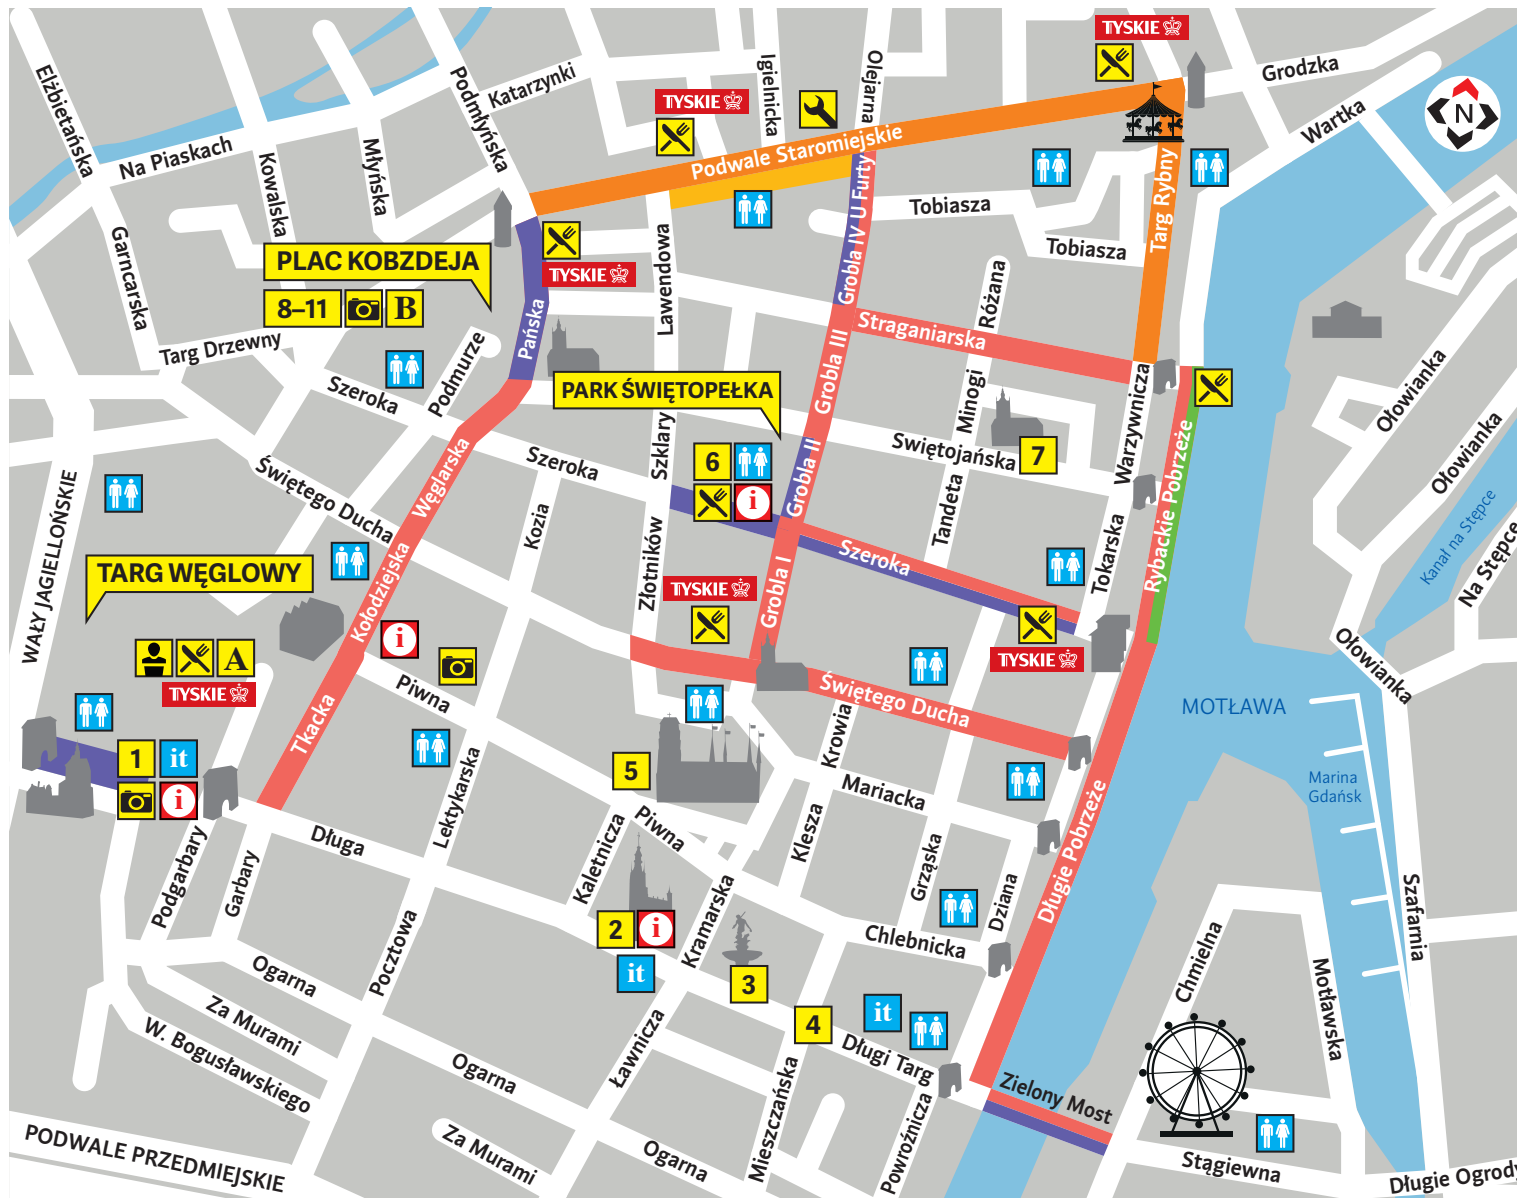 TYSKIE
Elżbietańska
Podmłyńska
Katarzynki
Igielnicka
Olejarna
Grodzka
Wartka
N
TYSKIE
Na Piaskach
Kowalska
Młyńska
Podwale Staromiejskie
Targ Rybny
Tobiasza
Tobiasza
Garncarska
PLAC KOBZDEJA
8–11
B
TYSKIE
Pańska
Lawendowa
Grobla IV U Furty
Różana
Straganiarska
Targ Drzewny
Szeroka
Podmurze
PARK ŚWIĘTOPEŁKA
Grobla III
Minogi
Warzywnicza
Ołowianka
Ołowianka
Węglarska
Szeroka
Szklary
6
i
Grobla II
Świętojańska
7
Rybackie Pobrzeże
WAŁY JAGIELLOŃSKIE
Świętego Ducha
Kozia
Tandeta
Tokarska
Kanał na Stępce
Na Stępce
TARG WĘGLOWY
Kołodziejska
Złotników
TYSKIE
Grobla I
Szeroka
A
TYSKIE
i
Piwna
TYSKIE
Ołowianka
Tkacka
Świętego Ducha
MOTŁAWA
1
it
i
5
Krowia
Mariacka
Marina
Gdańsk
Długa
Lektykarska
Kaletnicza
Piwna
Klesza
Grząska
Długie Pobrzeże
Podgarbary
Garbary
Kramarska
Dziana
Szafarnia
2
i
it
3
Chlebnicka
Chmielna
Motławska
Pocztowa
Ogarna
Za Murami
W. Bogusławskiego
4
it
Długi Targ
Ławnicza
Ogarna
Mieszczańska
Powroźnicza
Zielony Most
PODWALE PRZEDMIEJSKIE
Za Murami
Ogarna
Stągiewna
Długie Ogrody